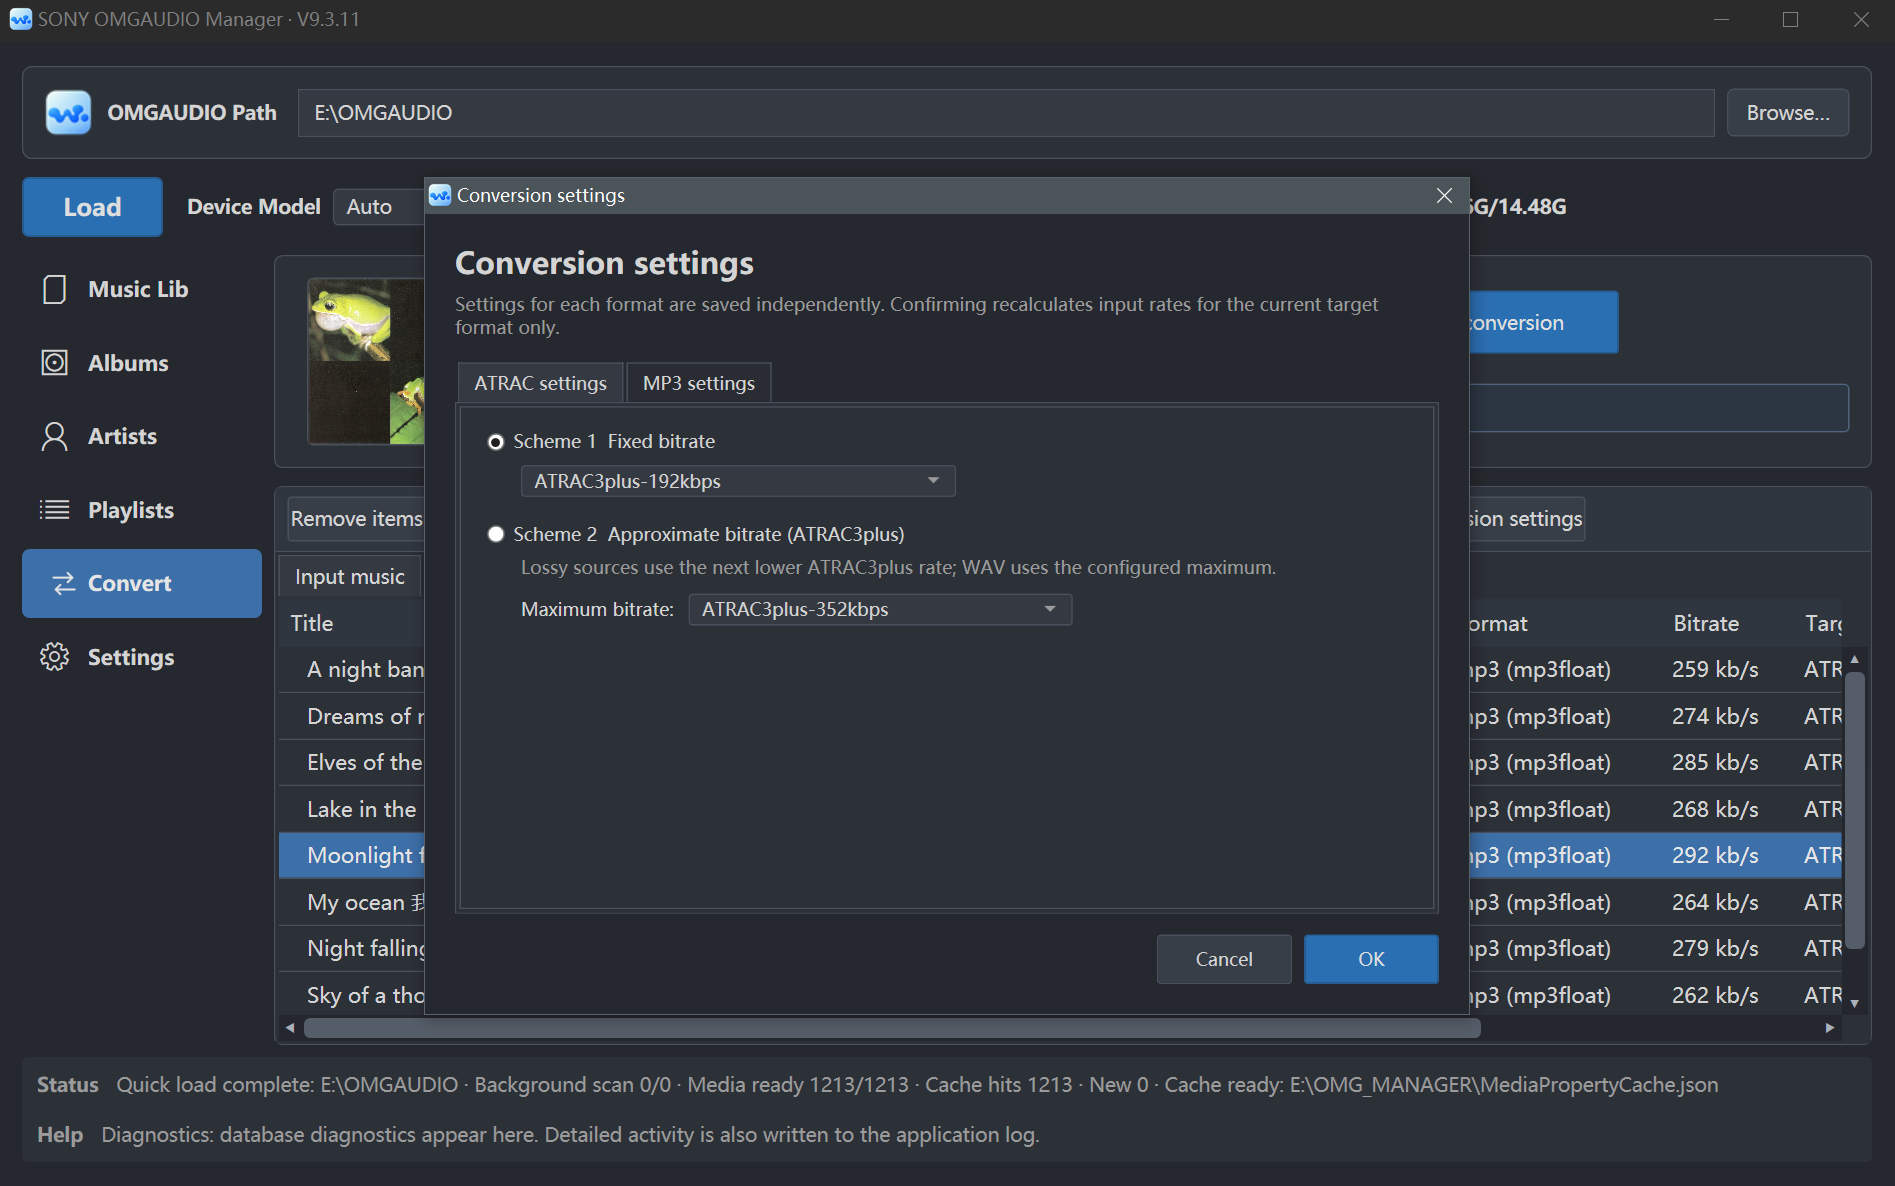 SONY OMGAUDIO Manager · V9.3.11
OMGAUDIO Path
E:\OMGAUDIO
Browse...
Load
Device Model
Auto
G/14.48G
Music Lib
Albums
Artists
Playlists
Convert
Settings
conversion
Remove items
sion settings
Input music
Title
ormat
Bitrate
Targ
A night ban
p3 (mp3float)
259 kb/s
ATR
Dreams of
p3 (mp3float)
274 kb/s
ATR
Elves of the
p3 (mp3float)
285 kb/s
ATR
Lake in the
p3 (mp3float)
268 kb/s
ATR
Moonlight f
p3 (mp3float)
292 kb/s
ATR
My ocean
p3 (mp3float)
264 kb/s
ATR
Night falling
p3 (mp3float)
279 kb/s
ATR
Sky of a tho
p3 (mp3float)
262 kb/s
ATR
Conversion settings
Conversion settings
Settings for each format are saved independently. Confirming recalculates input rates for the current target
format only.
ATRAC settings
MP3 settings
Scheme 1 Fixed bitrate
ATRAC3plus-192kbps
Scheme 2 Approximate bitrate (ATRAC3plus)
Lossy sources use the next lower ATRAC3plus rate; WAV uses the configured maximum.
Maximum bitrate:
ATRAC3plus-352kbps
Cancel
OK
Status Quick load complete: E:\OMGAUDIO · Background scan 0/0 · Media ready 1213/1213 · Cache hits 1213 · New 0 · Cache ready: E:\OMG_MANAGER\MediaPropertyCache.json
Help Diagnostics: database diagnostics appear here. Detailed activity is also written to the application log.